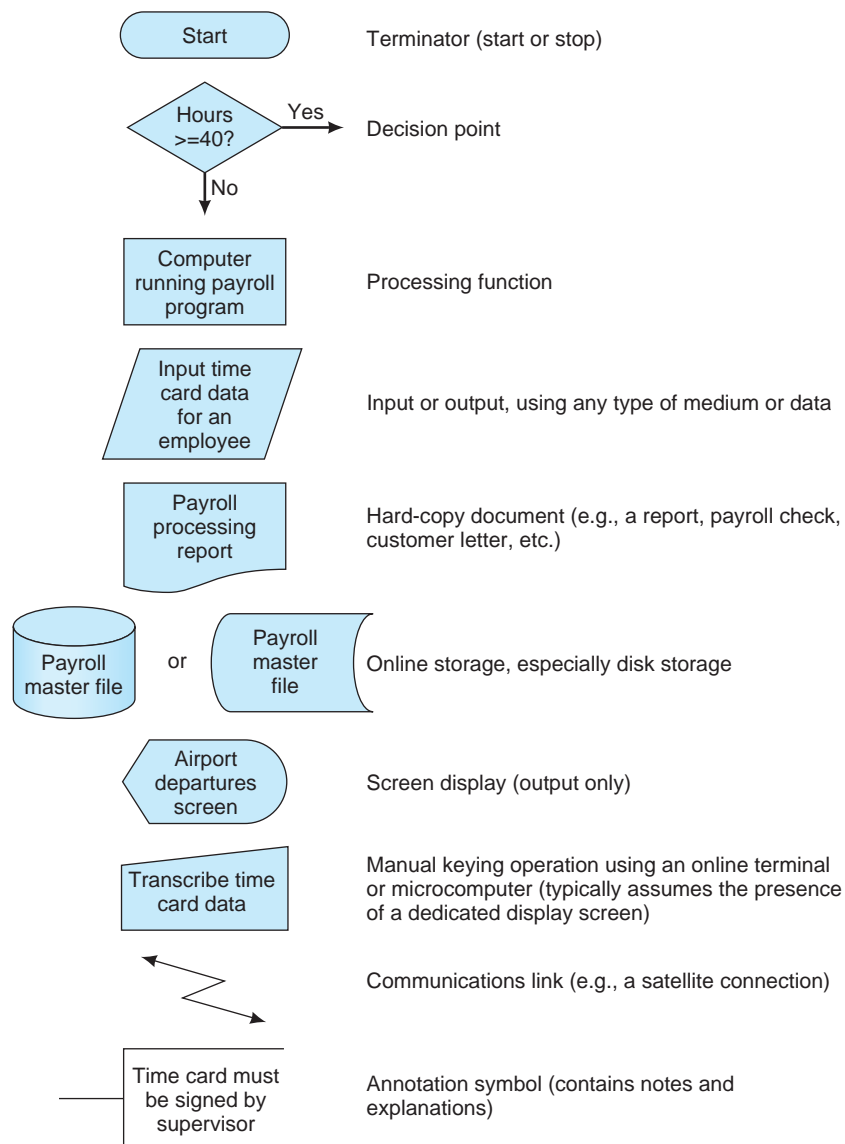 Start
Terminator (start or stop)
Hours
>=40?
Yes
Decision point
No
Computer
running payroll
program
Processing function
Input time
card data
for an
employee
Input or output, using any type of medium or data
Payroll
processing
report
Hard-copy document (e.g., a report, payroll check,
customer letter, etc.)
Payroll
master file
or
Payroll
master
file
Online storage, especially disk storage
Airport
departures
screen
Screen display (output only)
Transcribe time
card data
Manual keying operation using an online terminal
or microcomputer (typically assumes the presence
of a dedicated display screen)
Communications link (e.g., a satellite connection)
Time card must
be signed by
supervisor
Annotation symbol (contains notes and
explanations)